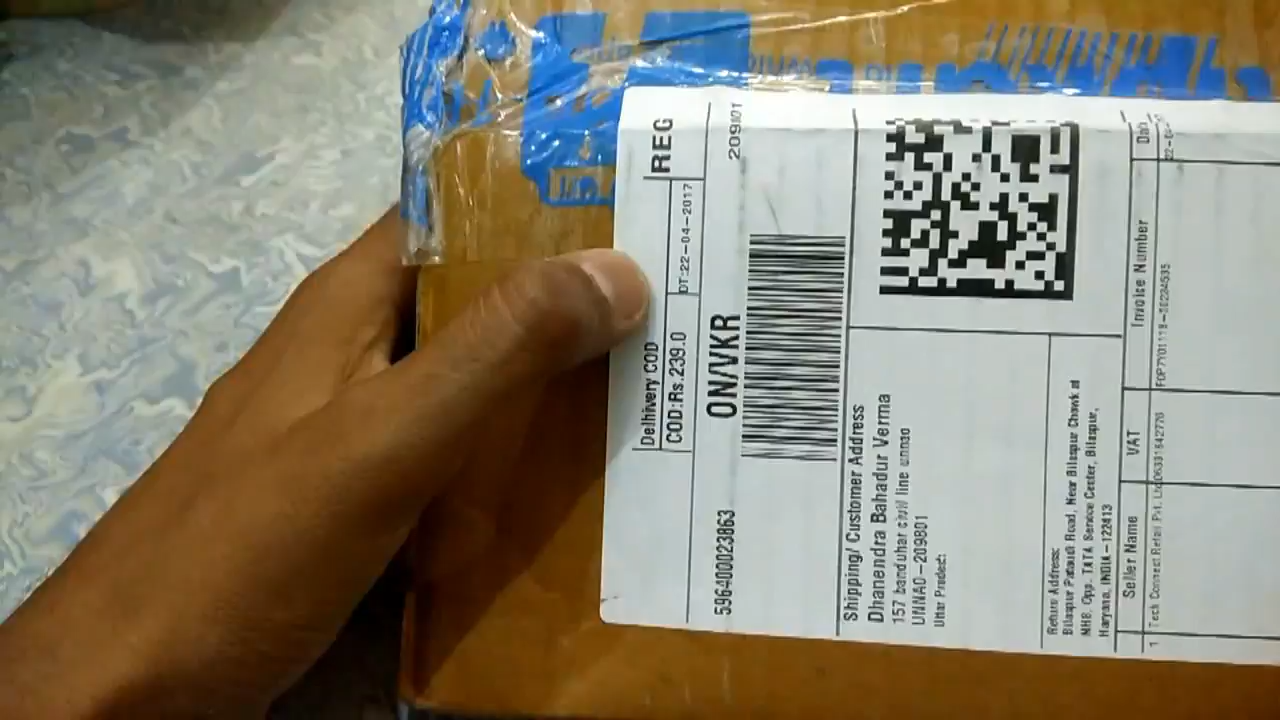 Delhivery COD
REG
COD:Rs.239.0
DT-22-04-2017
ON/VKR
209801
596400023863
Shipping/ Customer Address
Dhanendra Bahadur Verma
157 banduhar civil line unnao
UNNAO-209801
Uttar Pradesh:
Return Address:
Bilaspur Pataudi Road, Near Bilaspur Chowk at
NH8, Opp. TATA Service Center, Bilaspur,
Haryana, INDIA-122413
Seller Name VAT Invoice Number
1 Tech Connect Retail Pvt. Ltd.